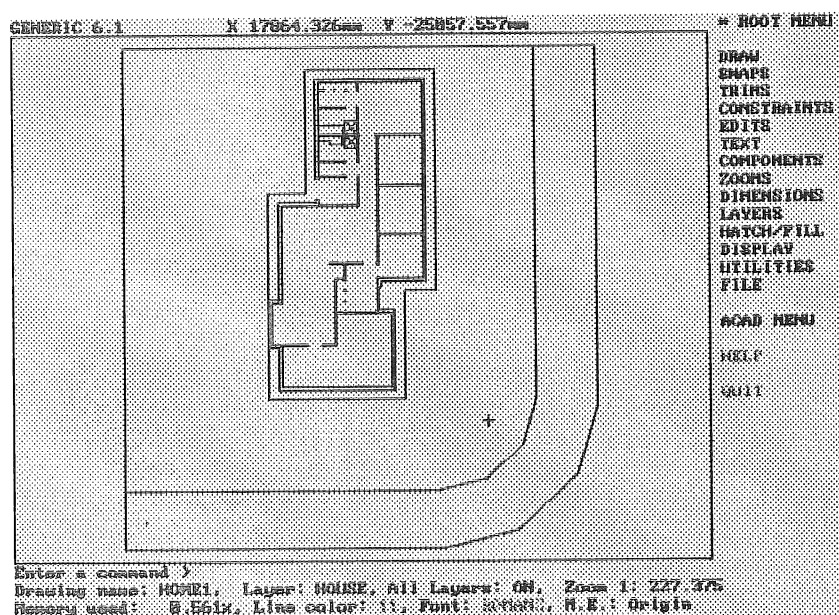 GENERIC 6.1 X 17864.326mm Y -25857.557mm
* ROOT MENU
DRAW
SNAPS
TRIMS
CONSTRAINTS
EDITS
TEXT
COMPONENTS
ZOOMS
DIMENSIONS
LAYERS
HATCH/FILL
DISPLAY
UTILITIES
FILE
ACAD MENU
HELP
QUIT
Enter a command >
Drawing name: HOME1, Layer: HOUSE, All Layers: ON, Zoom 1: 227.375
Memory used: 0.561%, Line color: 11, Font: M.E.: Origin